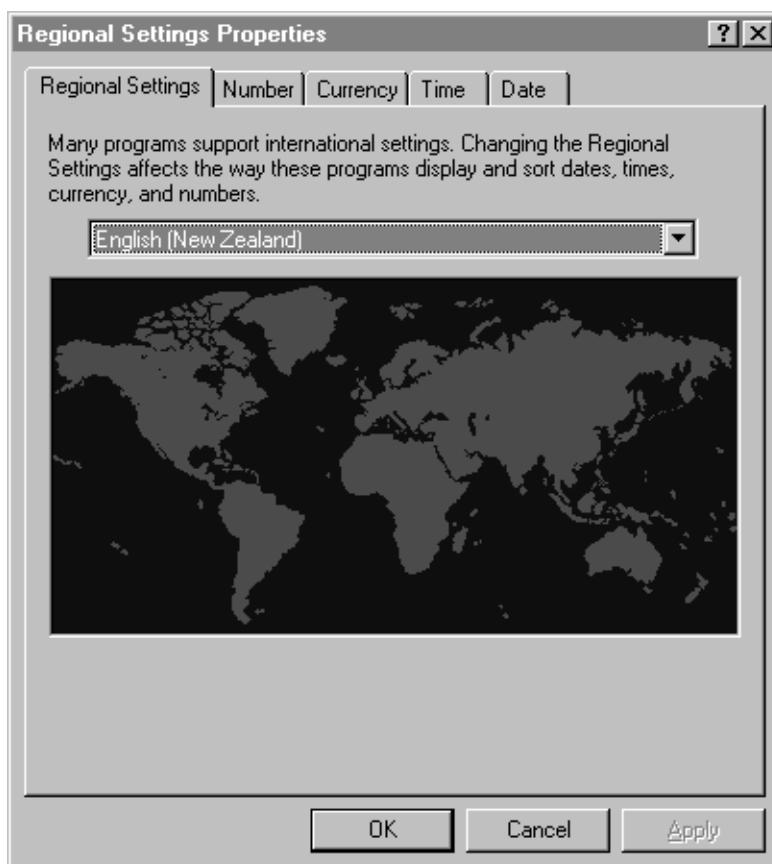 Regional Settings Properties
Regional Settings Number Currency Time Date
Many programs support international settings. Changing the Regional
Settings affects the way these programs display and sort dates, times,
currency, and numbers.
English (New Zealand)
OK Cancel Apply